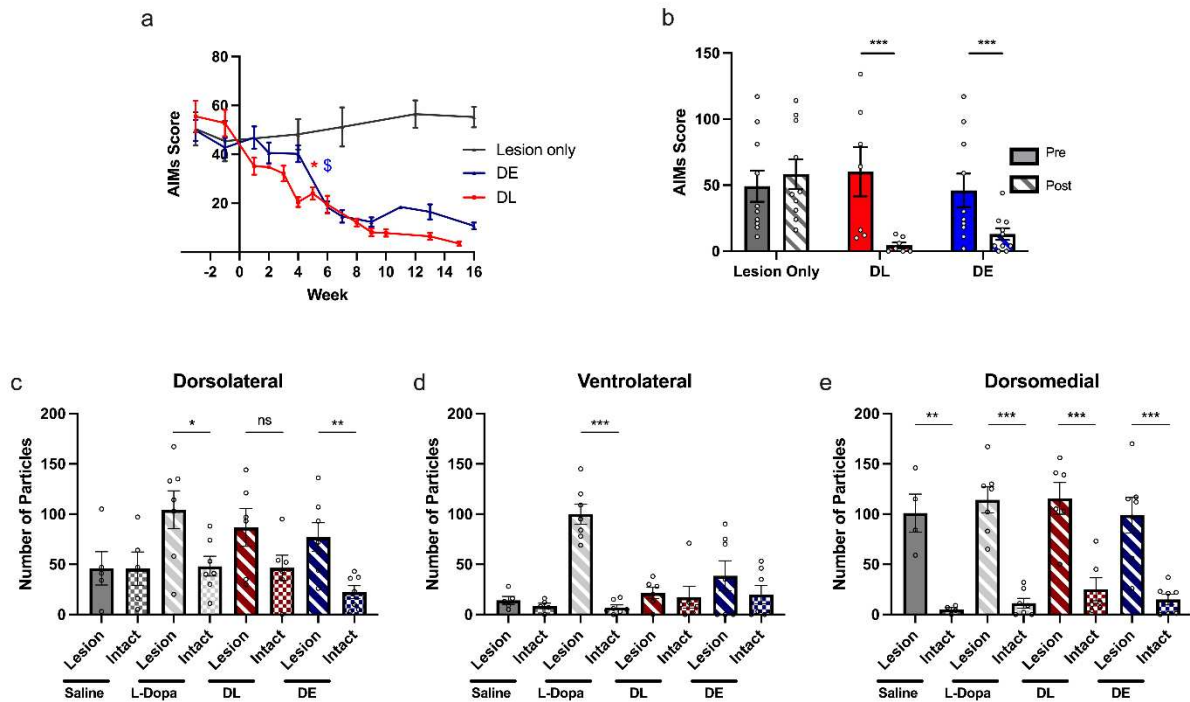 a
80
60
40
20
AIMs Score
* $
Lesion only
DE
DL
-2 0 2 4 6 8 10 12 14 16
Week
b
150
100
50
0
AIMs Score
*** ***
Pre
Post
Lesion Only DL DE
c
Dorsolateral
200
150
100
50
0
Number of Particles
* ns **
Lesion Intact Lesion Intact Lesion Intact Lesion Intact
Saline L-Dopa DL DE
d
Ventrolateral
200
150
100
50
0
Number of Particles
***
Lesion Intact Lesion Intact Lesion Intact Lesion Intact
Saline L-Dopa DL DE
e
Dorsomedial
200
150
100
50
0
Number of Particles
** *** *** ***
Lesion Intact Lesion Intact Lesion Intact Lesion Intact
Saline L-Dopa DL DE